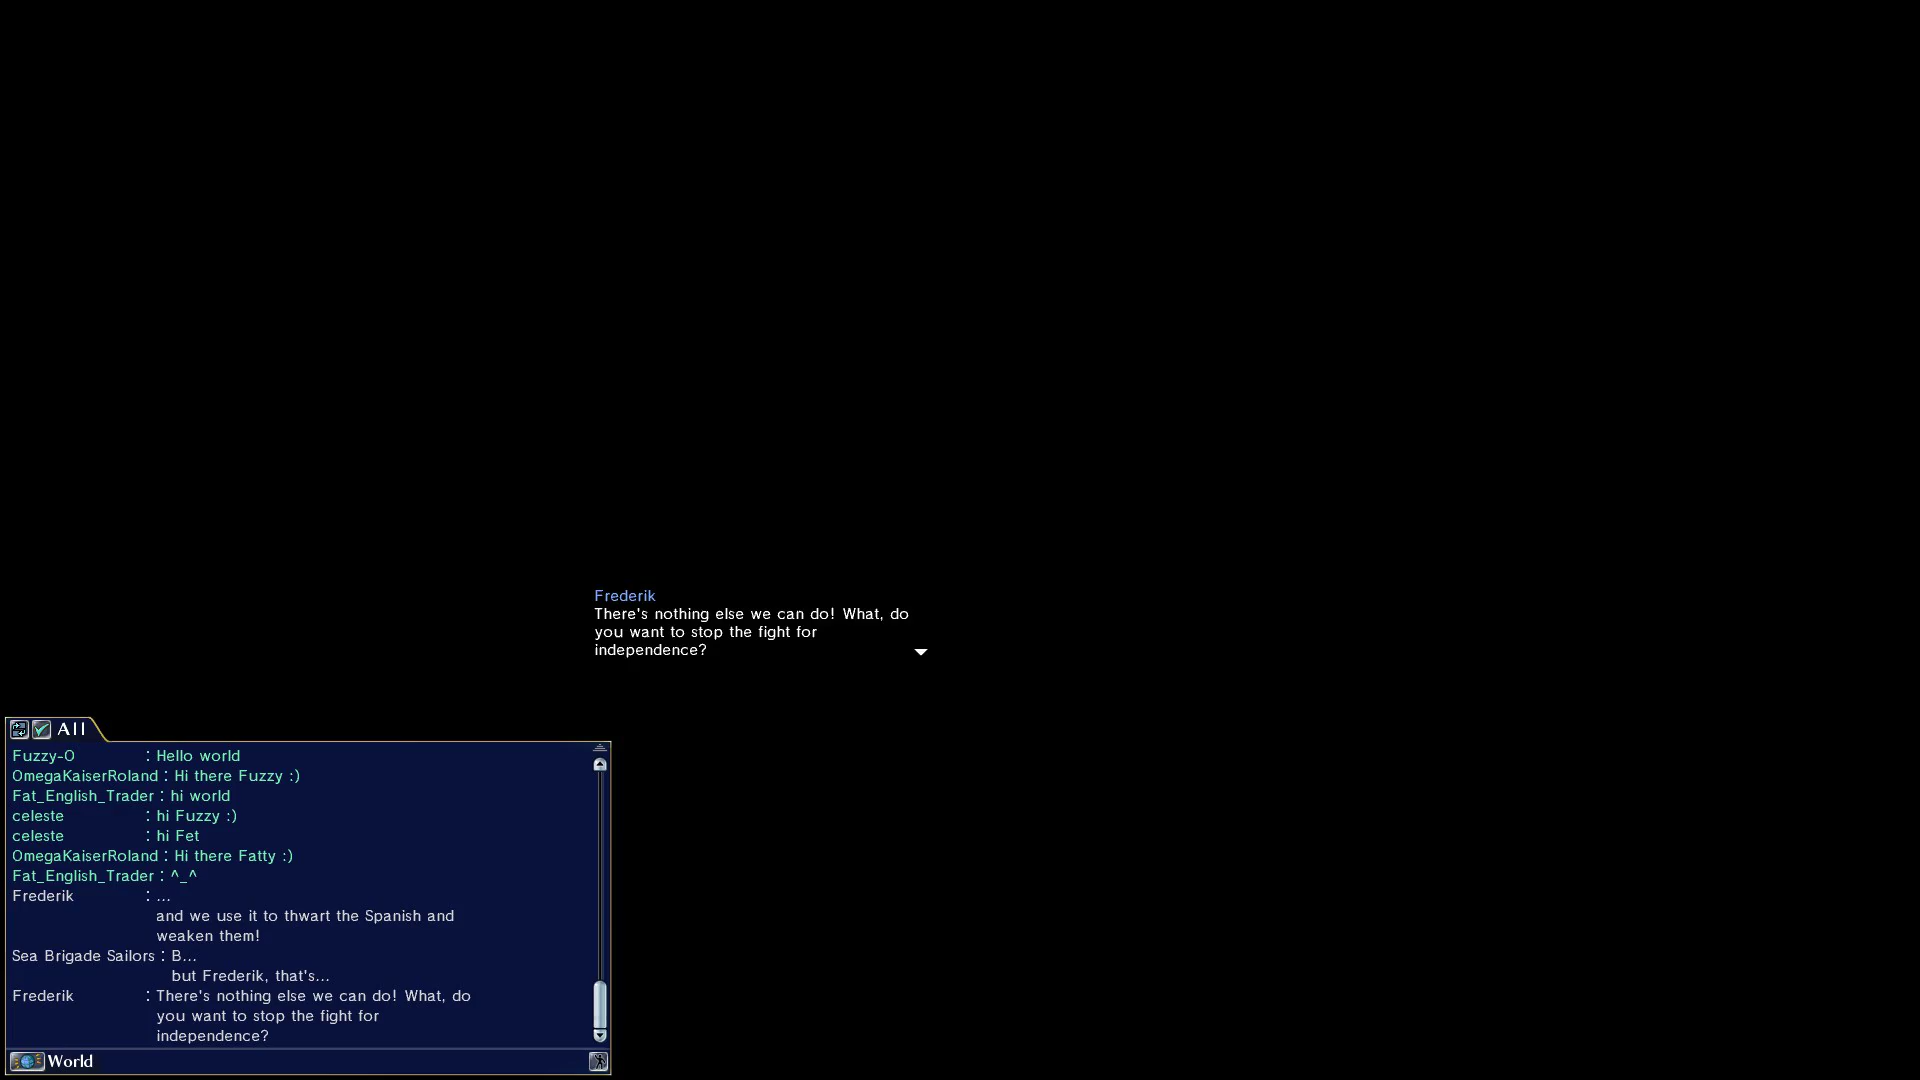 Frederik
There's nothing else we can do! What, do
you want to stop the fight for
independence?
All
Fuzzy-O : Hello world
OmegaKaiserRoland : Hi there Fuzzy :)
Fat_English_Trader : hi world
celeste : hi Fuzzy :)
celeste : hi Fet
OmegaKaiserRoland : Hi there Fatty :)
Fat_English_Trader : ^_^
Frederik : ...
and we use it to thwart the Spanish and
weaken them!
Sea Brigade Sailors : B...
but Frederik, that's...
Frederik : There's nothing else we can do! What, do
you want to stop the fight for
independence?
World